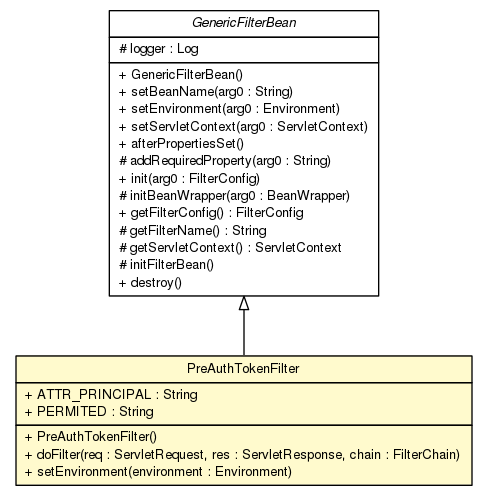 GenericFilterBean
# logger : Log
+ GenericFilterBean()
+ setBeanName(arg0 : String)
+ setEnvironment(arg0 : Environment)
+ setServletContext(arg0 : ServletContext)
+ afterPropertiesSet()
# addRequiredProperty(arg0 : String)
+ init(arg0 : FilterConfig)
# initBeanWrapper(arg0 : BeanWrapper)
+ getFilterConfig() : FilterConfig
# getFilterName() : String
# getServletContext() : ServletContext
# initFilterBean()
+ destroy()
PreAuthTokenFilter
+ ATTR_PRINCIPAL : String
+ PERMITED : String
+ PreAuthTokenFilter()
+ doFilter(req : ServletRequest, res : ServletResponse, chain : FilterChain)
+ setEnvironment(environment : Environment)